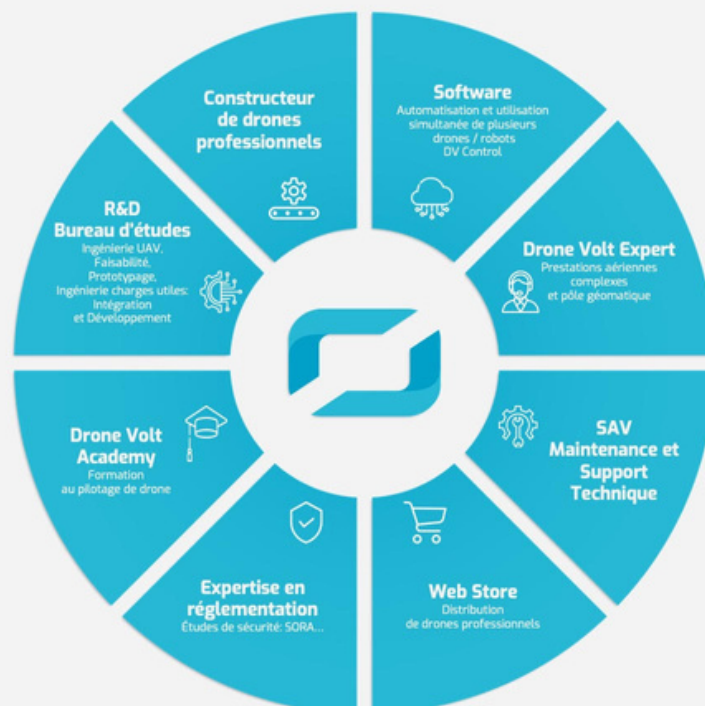 Constructeur
de drones
professionnels
Software
Automatisation et utilisation
simultanée de plusieurs
drones / robots
DV Control
Drone Volt Expert
Prestations aériennes
complexes
et pôle géomatique
SAV
Maintenance et
Support
Technique
Web Store
Distribution
de drones professionnels
Expertise en
réglementation
Études de sécurité: SORA...
Drone Volt
Academy
Formation
au pilotage de drone
R&D
Bureau d'études
Ingénierie UAV,
Faisabilité,
Prototypage,
Ingénierie charges utiles:
Intégration
et Développement